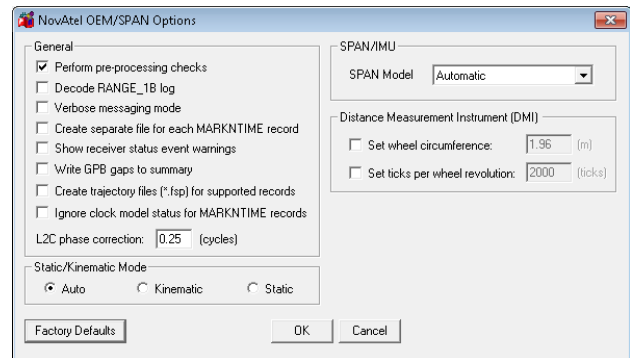 NovAtel OEM/SPAN Options
General
Perform pre-processing checks
Decode RANGE_1B log
Verbose messaging mode
Create separate file for each MARKNTIME record
Show receiver status event warnings
Write GPB gaps to summary
Create trajectory files (*.fsp) for supported records
Ignore clock model status for MARKNTIME records
L2C phase correction: 0.25 (cycles)
Static/Kinematic Mode
Auto Kinematic Static
SPAN/IMU
SPAN Model Automatic
Distance Measurement Instrument (DMI)
Set wheel circumference: 1.96 (m)
Set ticks per wheel revolution: 2000 (ticks)
Factory Defaults OK Cancel